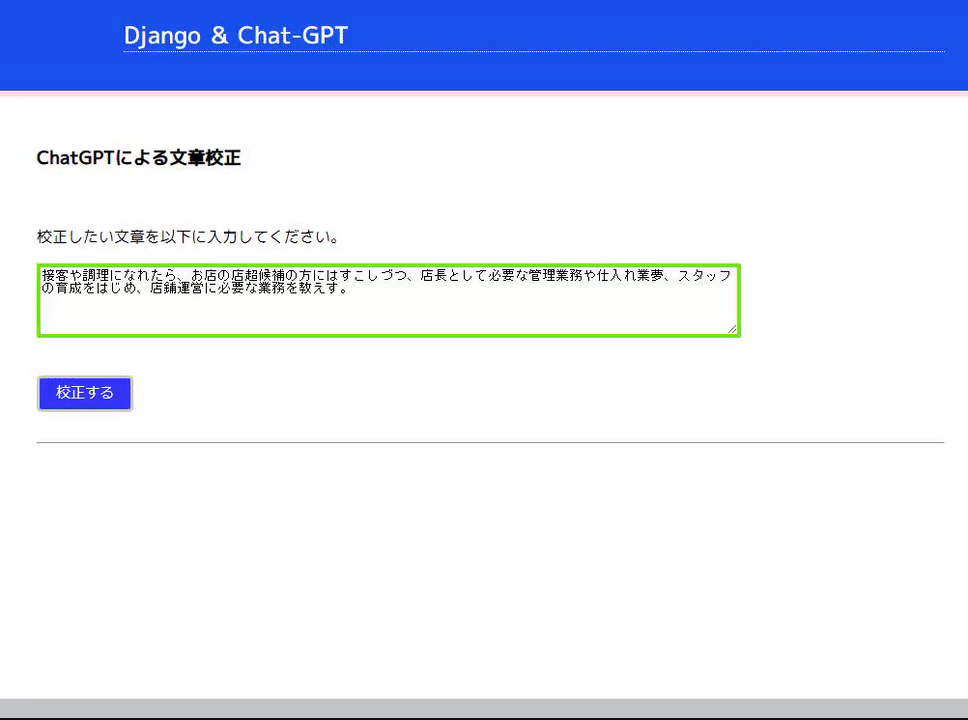 Django & Chat-GPT
ChatGPTによる文章校正
校正したい文章を以下に入力してください。
接客や調理になれたら、お店の店超候補の方にはすこしづつ、店長として必要な管理業務や仕入れ業夢、スタッフ
の育成をはじめ、店舗運営に必要な業務を教えす。
校正する